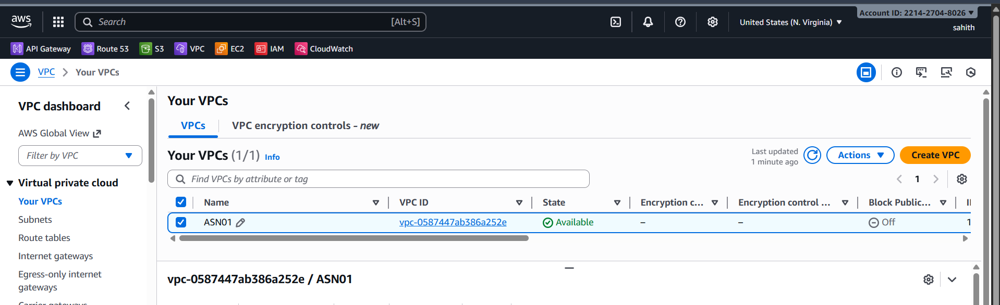 aws
Search [Alt+S]
United States (N. Virginia)
Account ID: 2214-2704-8026
sahith
API Gateway Route 53 S3 VPC EC2 IAM CloudWatch
VPC Your VPCs
VPC dashboard
AWS Global View
Filter by VPC
Virtual private cloud
Your VPCs
Subnets
Route tables
Internet gateways
Egress-only internet
gateways
Carrier gateways
Your VPCs
VPCs VPC encryption controls - new
Your VPCs (1/1) Info
Last updated
1 minute ago
Actions Create VPC
Find VPCs by attribute or tag
1
Name VPC ID State Encryption c... Encryption control ... Block Public...
ASN01 vpc-0587447ab386a252e Available – – Off 1
vpc-0587447ab386a252e / ASN01